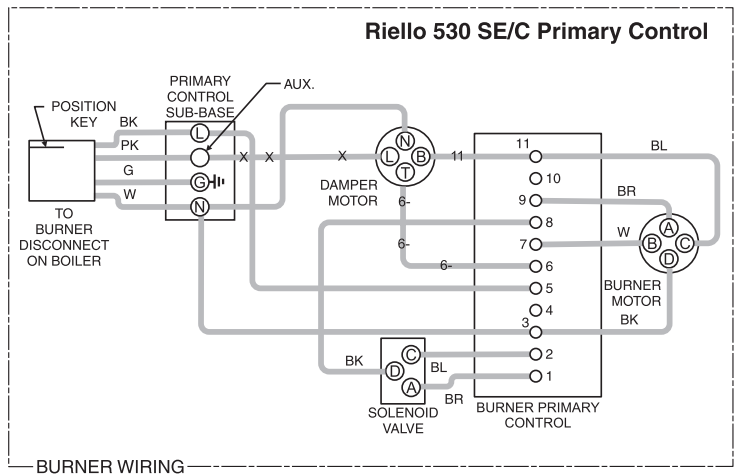 Riello 530 SE/C Primary Control
PRIMARY
CONTROL
SUB-BASE
AUX.
POSITION
KEY
BK
PK
G
W
TO
BURNER
DISCONNECT
ON BOILER
L
G
N
X
X
X
N
L
B
T
DAMPER
MOTOR
11
6-
6-
6-
11
10
9
8
7
6
5
4
3
2
1
BL
BR
W
BK
A
B
C
D
BURNER
MOTOR
BK
C
D
A
BL
BR
SOLENOID
VALVE
BURNER PRIMARY
CONTROL
BURNER WIRING